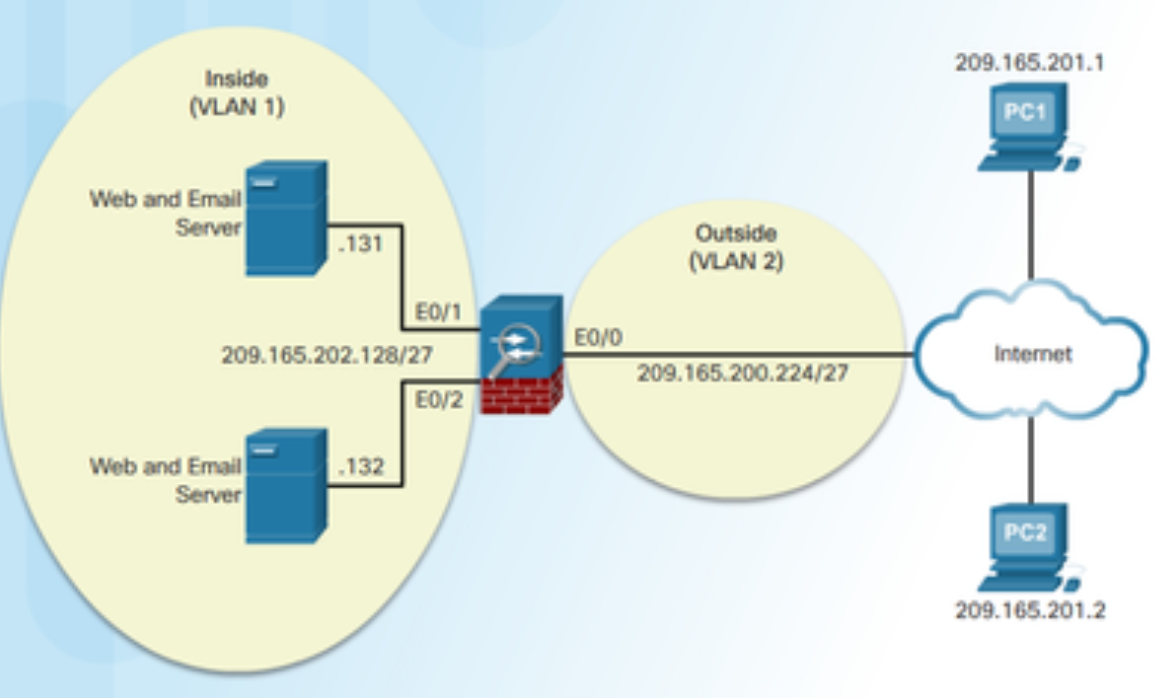 Inside
(VLAN 1)
Web and Email
Server
.131
E0/1
209.165.202.128/27
E0/2
Web and Email
Server
.132
Outside
(VLAN 2)
E0/0
209.165.200.224/27
209.165.201.1
PC1
Internet
PC2
209.165.201.2